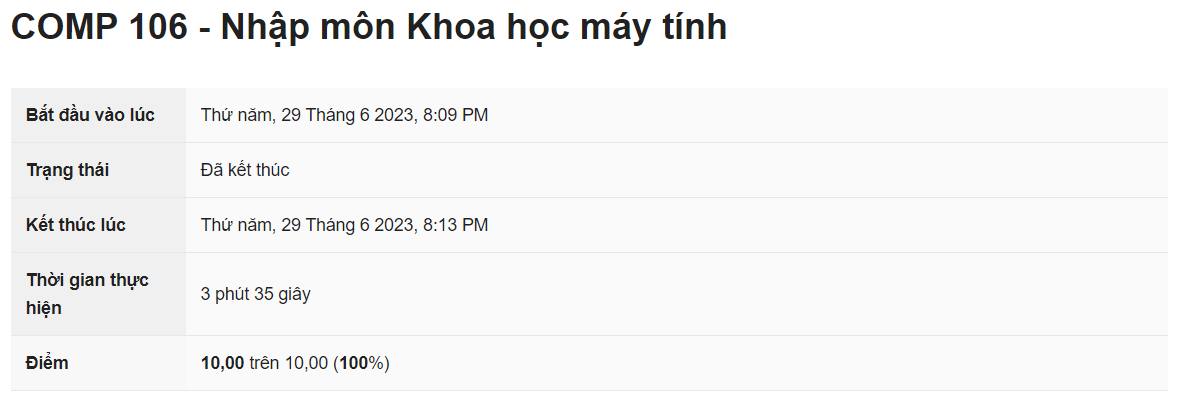 COMP 106 - Nhập môn Khoa học máy tính
Bắt đầu vào lúc
Thứ năm, 29 Tháng 6 2023, 8:09 PM
Trạng thái
Đã kết thúc
Kết thúc lúc
Thứ năm, 29 Tháng 6 2023, 8:13 PM
Thời gian thực
hiện
3 phút 35 giây
Điểm
10,00 trên 10,00 (100%)